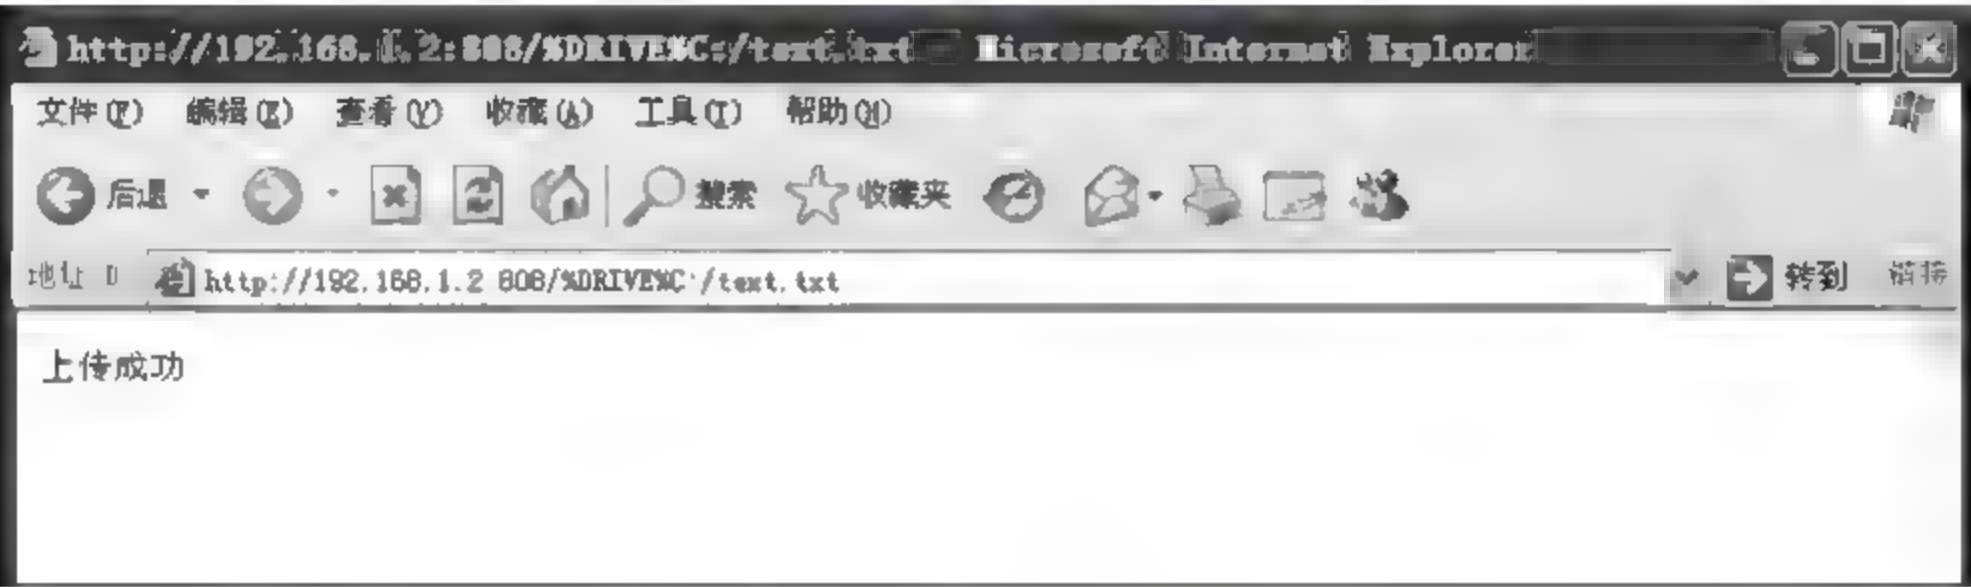 http://192.168.1.2:808/%DRIVE%C:/text.txt - Microsoft Internet Explorer
文件(F) 编辑(E) 查看(V) 收藏(A) 工具(T) 帮助(H)
后退 搜索 收藏夹
地址 D http://192.168.1.2 808/%DRIVE%C:/text.txt 转到 链接
上传成功